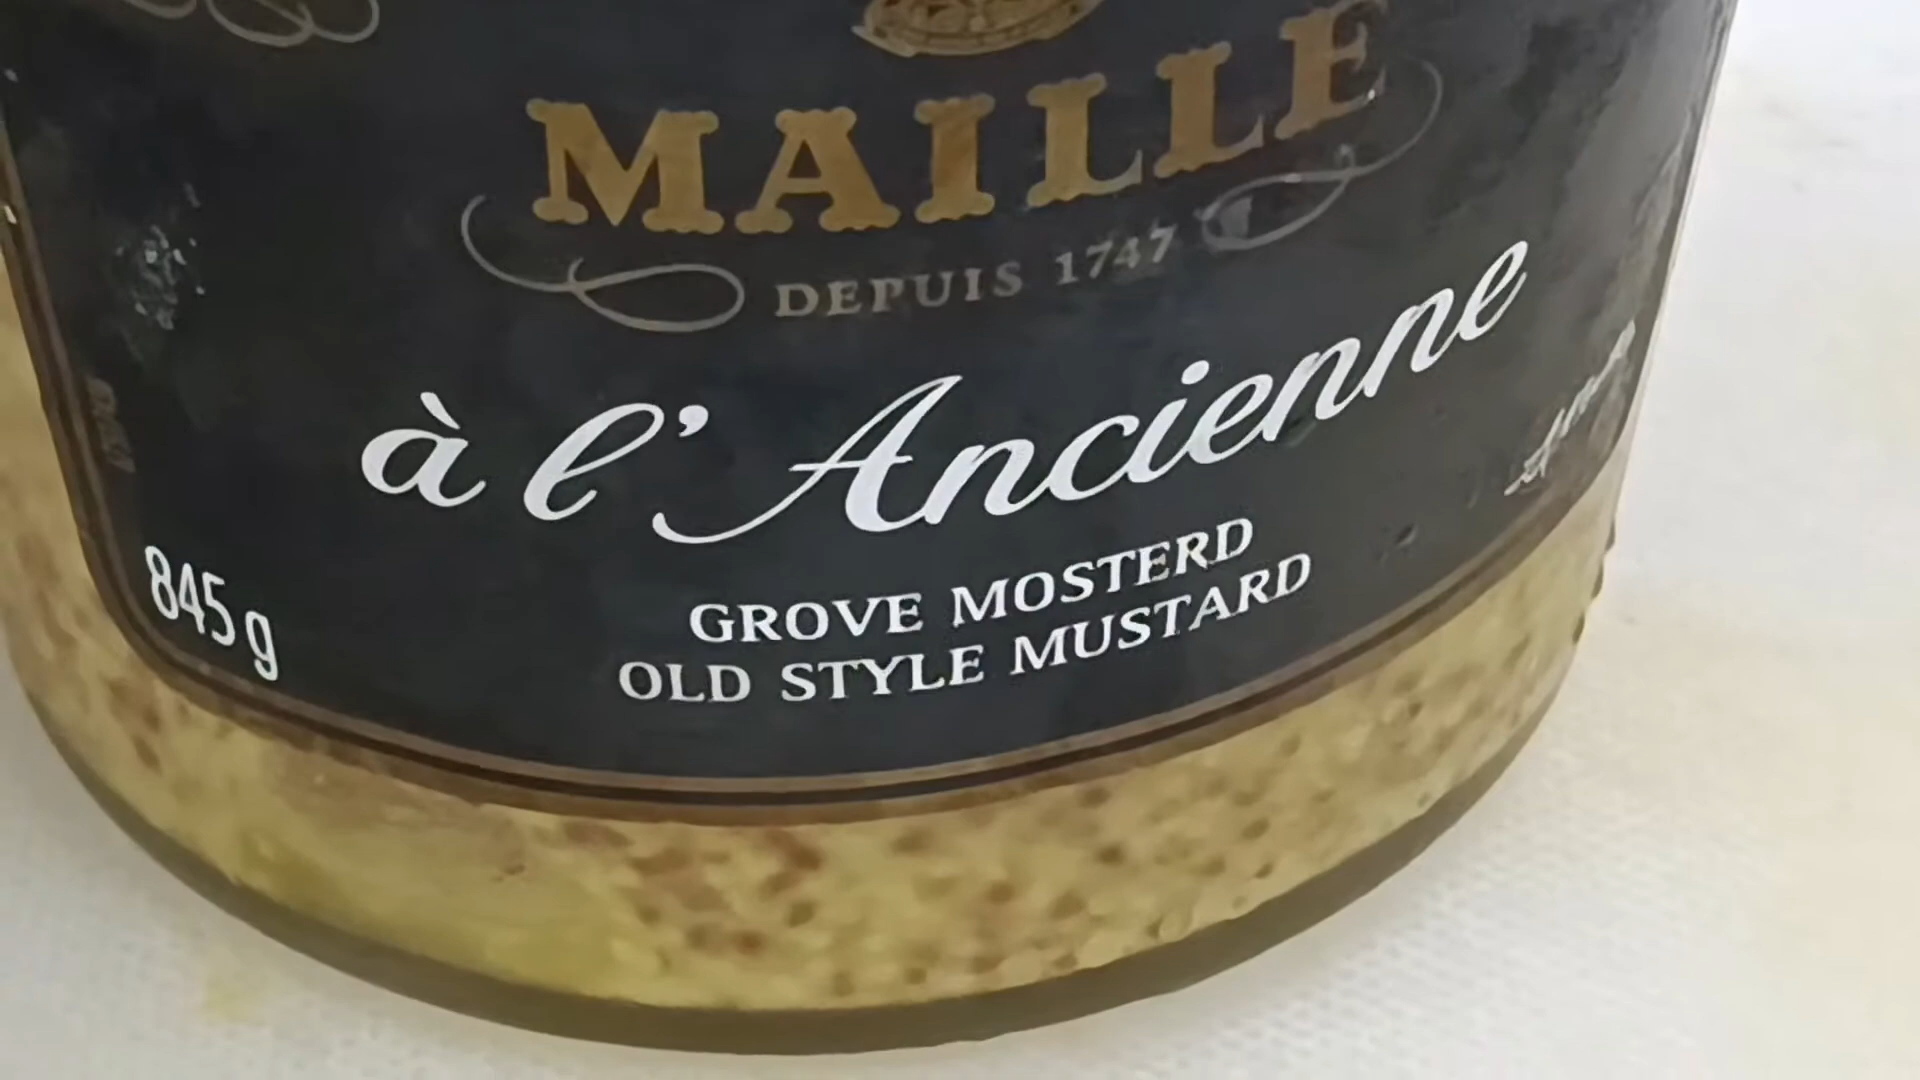 MAILLE
DEPUIS 1747
à l'Ancienne
845 g
GROVE MOSTERD
OLD STYLE MUSTARD